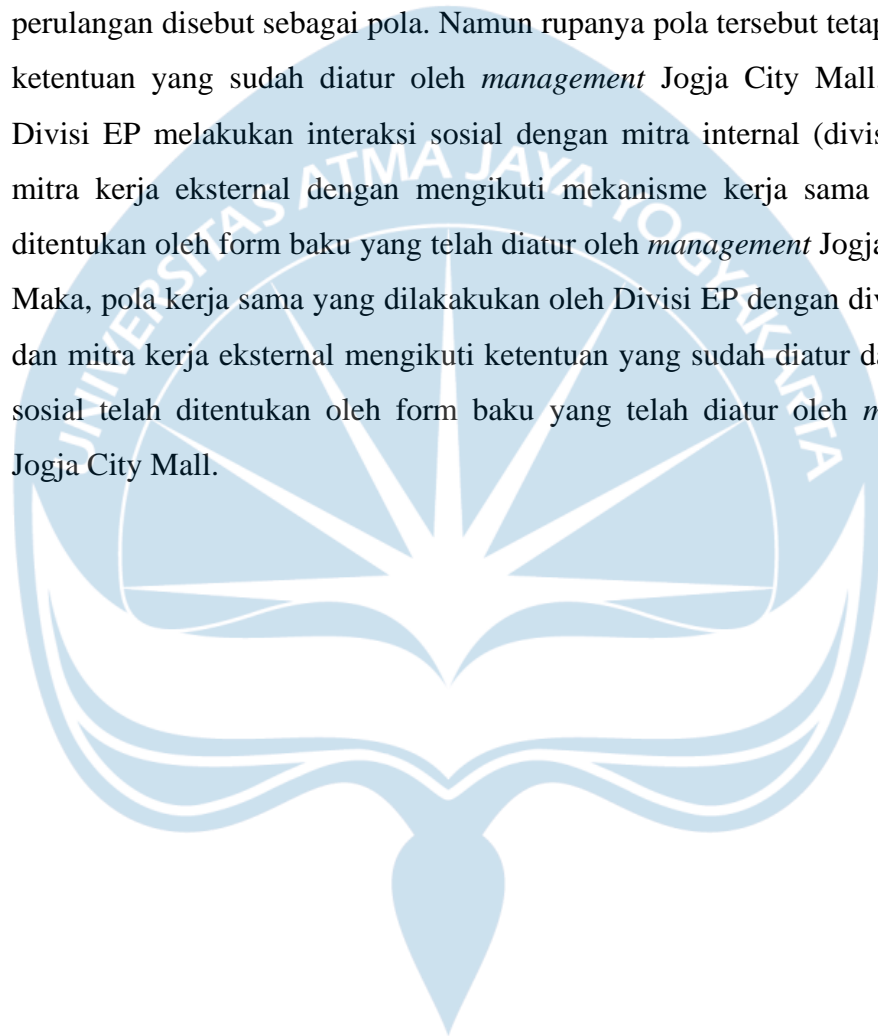 perulangan disebut sebagai pola. Namun rupanya pola tersebut tetap
ketentuan yang sudah diatur oleh management Jogja City Mall.
Divisi EP melakukan interaksi sosial dengan mitra internal (divis
mitra kerja eksternal dengan mengikuti mekanisme kerja sama
ditentukan oleh form baku yang telah diatur oleh management Jogja
Maka, pola kerja sama yang dilakakukan oleh Divisi EP dengan div
dan mitra kerja eksternal mengikuti ketentuan yang sudah diatur da
sosial telah ditentukan oleh form baku yang telah diatur oleh m
Jogja City Mall.
UNIVERSITAS ATMA JAYA YOGYAKARTA